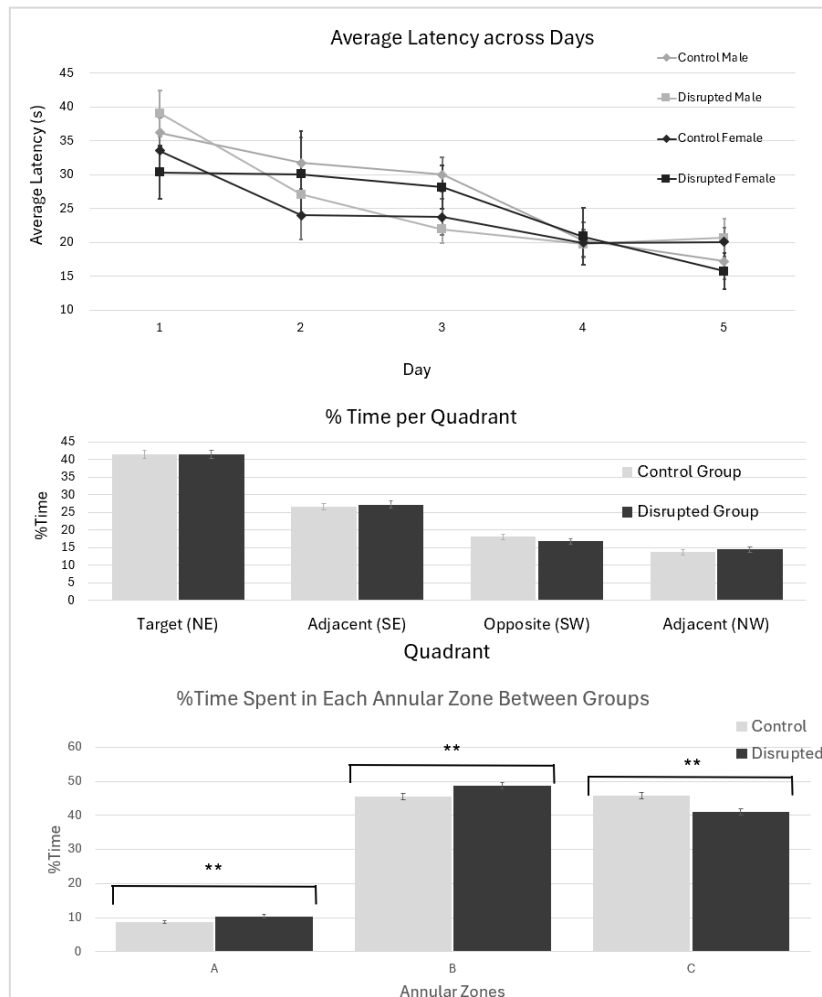 Average Latency across Days
Control Male
Disrupted Male
Control Female
Disrupted Female
Average Latency (s)
45
40
35
30
25
20
15
10
1 2 3 4 5
Day
% Time per Quadrant
Control Group
Disrupted Group
%Time
45
40
35
30
25
20
15
10
5
0
Target (NE) Adjacent (SE) Opposite (SW) Adjacent (NW)
Quadrant
%Time Spent in Each Annular Zone Between Groups
Control
Disrupted
%Time
60
50
40
30
20
10
0
** ** **
A B C
Annular Zones